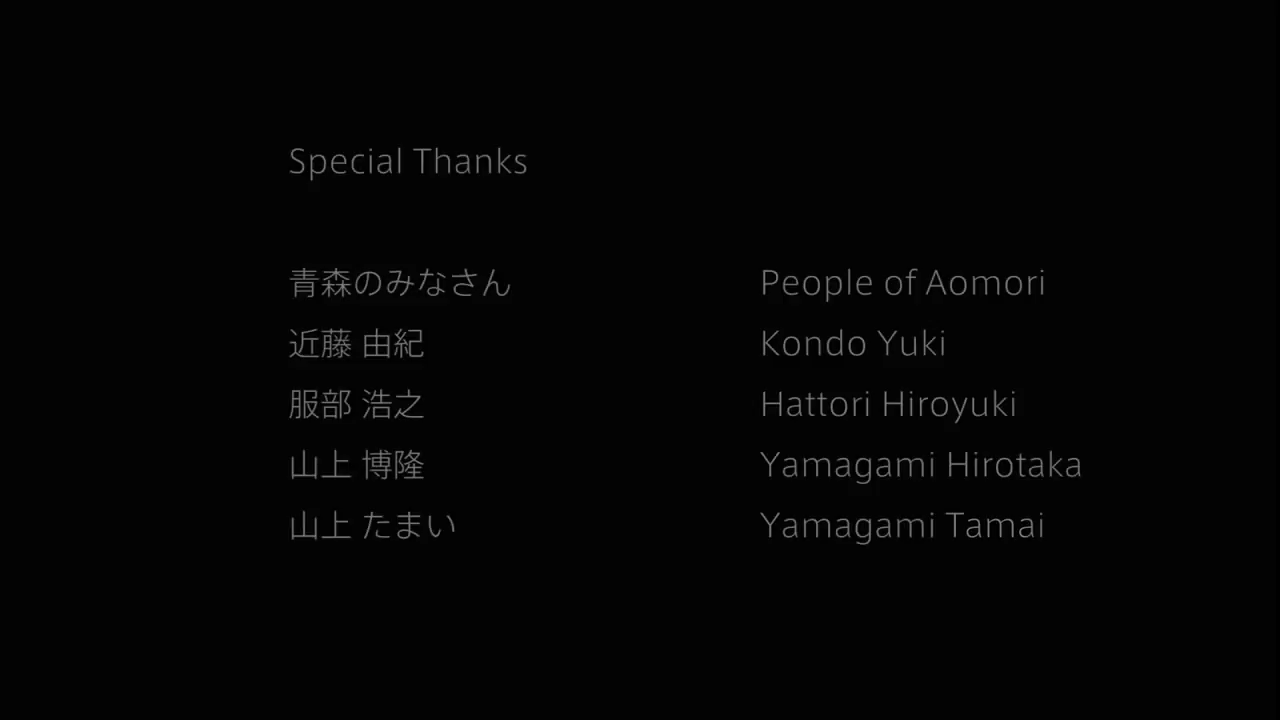 Special Thanks
青森のみなさん People of Aomori
近藤 由紀 Kondo Yuki
服部 浩之 Hattori Hiroyuki
山上 博隆 Yamagami Hirotaka
山上 たまい Yamagami Tamai